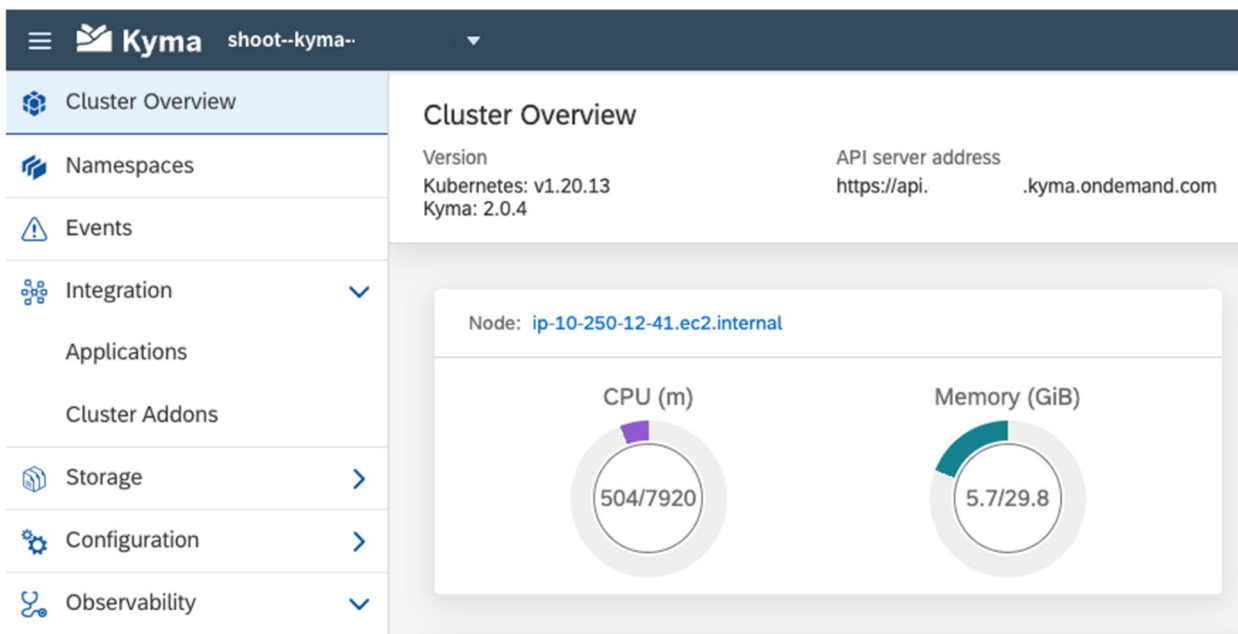 Kyma shoot--kyma-
Cluster Overview
Namespaces
Events
Integration
Applications
Cluster Addons
Storage
Configuration
Observability
Cluster Overview
Version
Kubernetes: v1.20.13
Kyma: 2.0.4
API server address
https://api. .kyma.ondemand.com
Node: ip-10-250-12-41.ec2.internal
CPU (m)
504/7920
Memory (GiB)
5.7/29.8